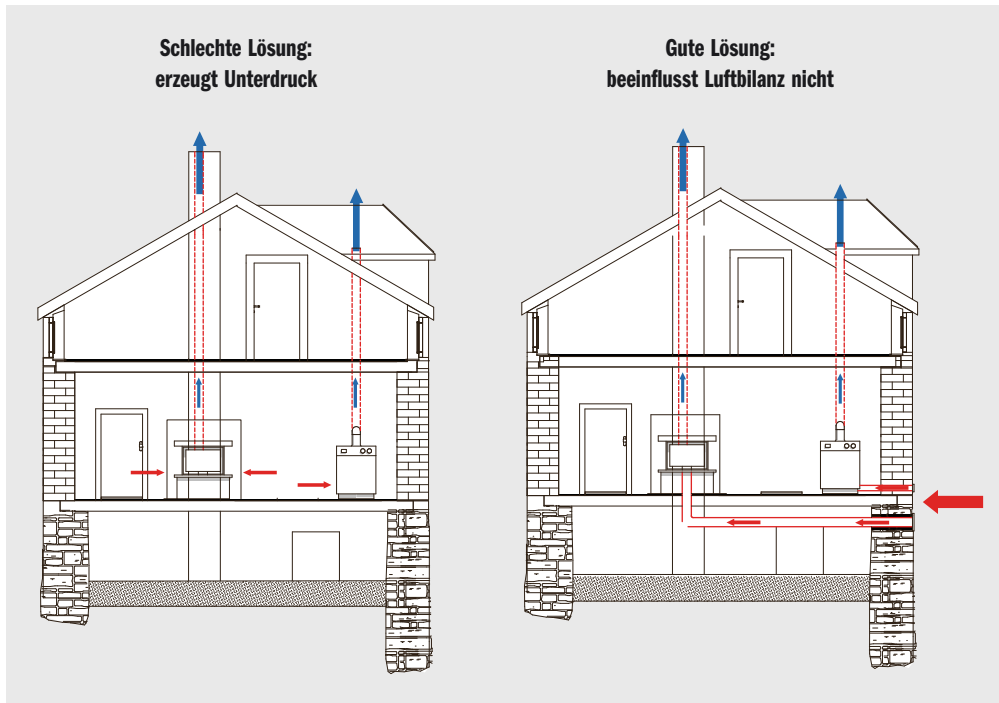 Schlechte Lösung:
erzeugt Unterdruck
Gute Lösung:
beeinflusst Luftbilanz nicht